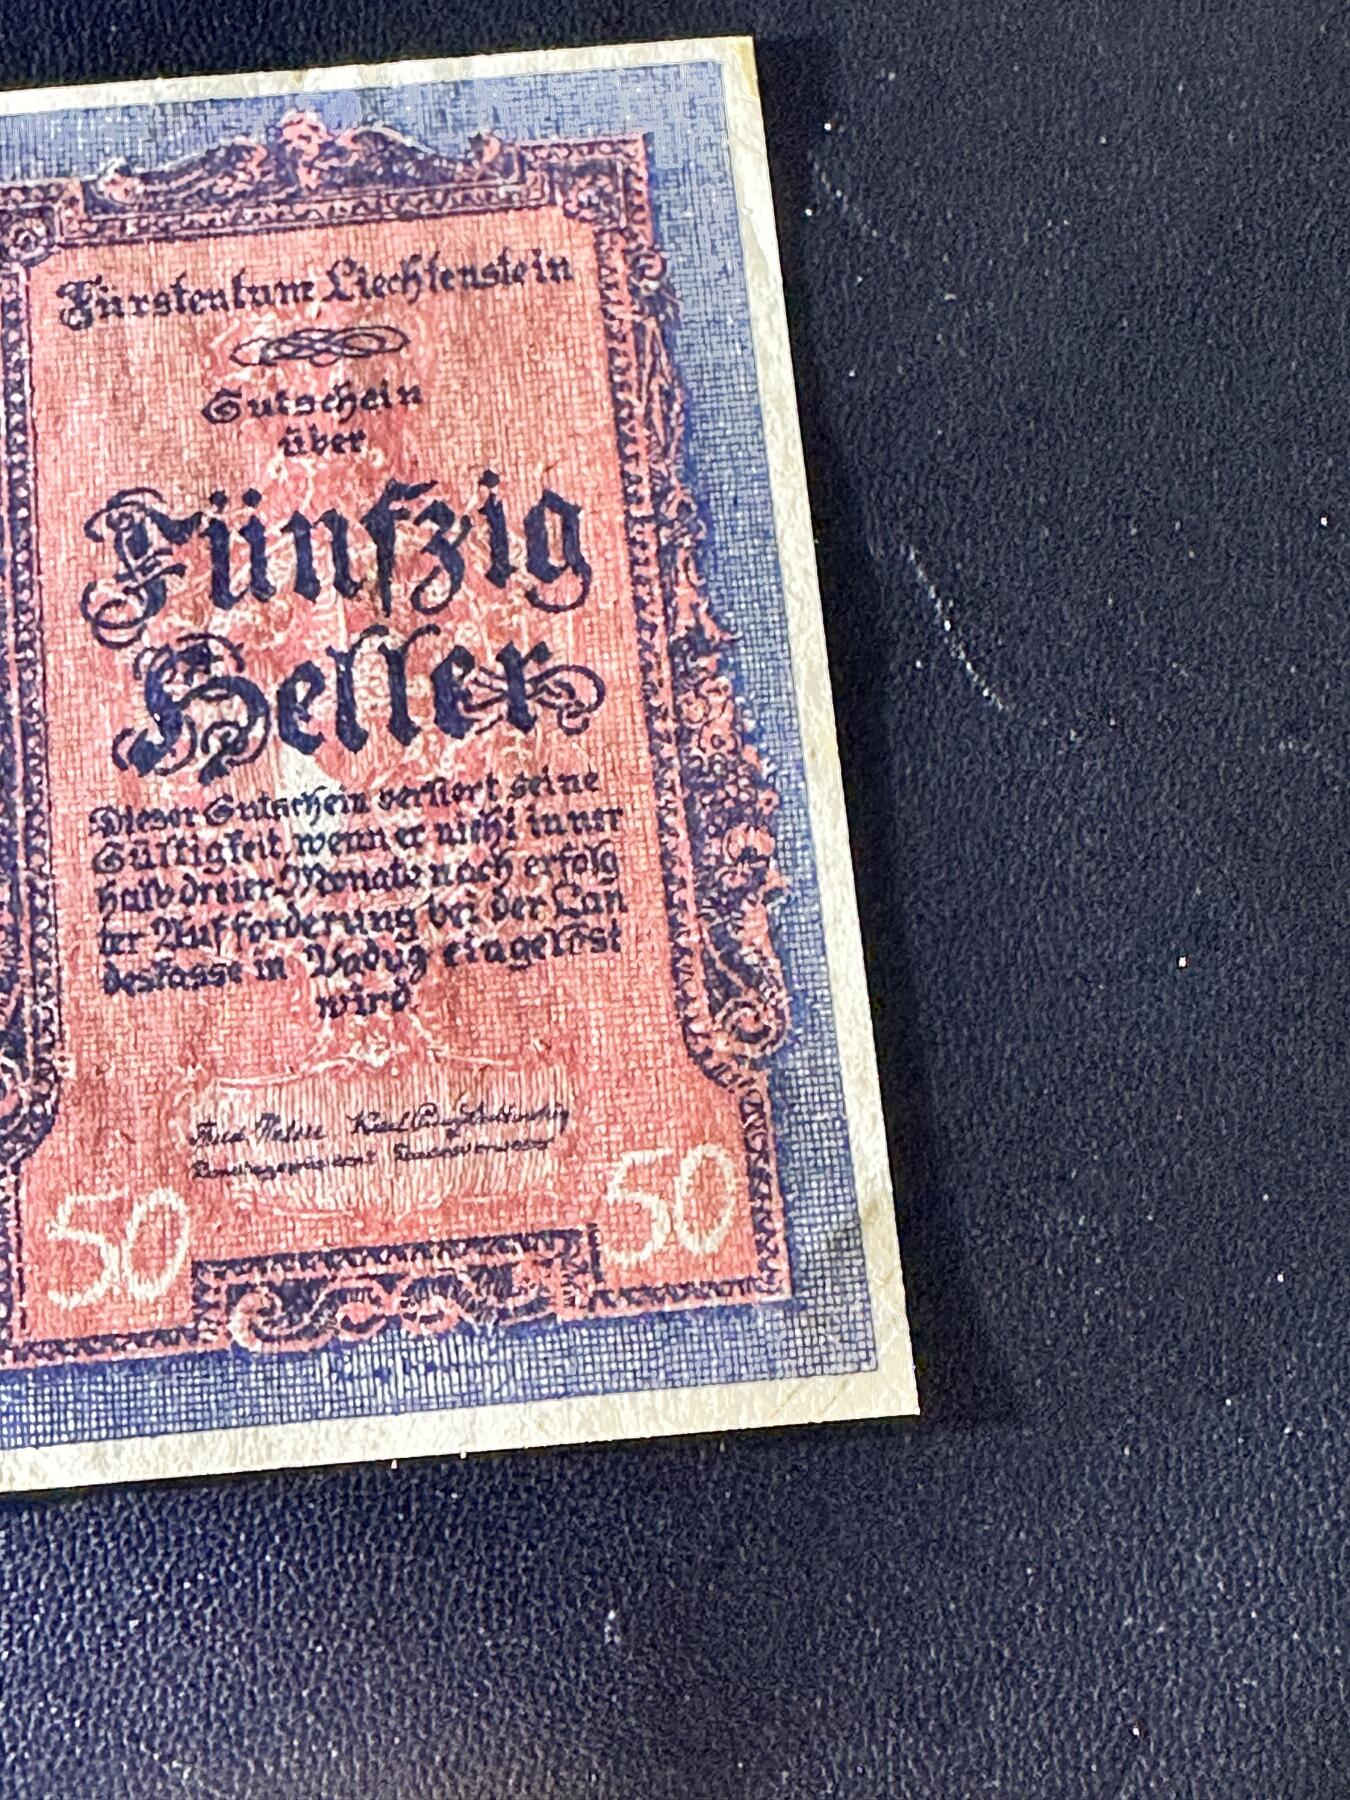 Fürstentum Liechtenstein
Gutschein
über
Fünfzig
Heller
Dieser Gutschein verliert seine
Gültigkeit, wenn er nicht inner
halb dreier Monate nach erfolg
ter Aufforderung bei der Lan
deskasse in Vaduz eingelöst
wird.
50 50